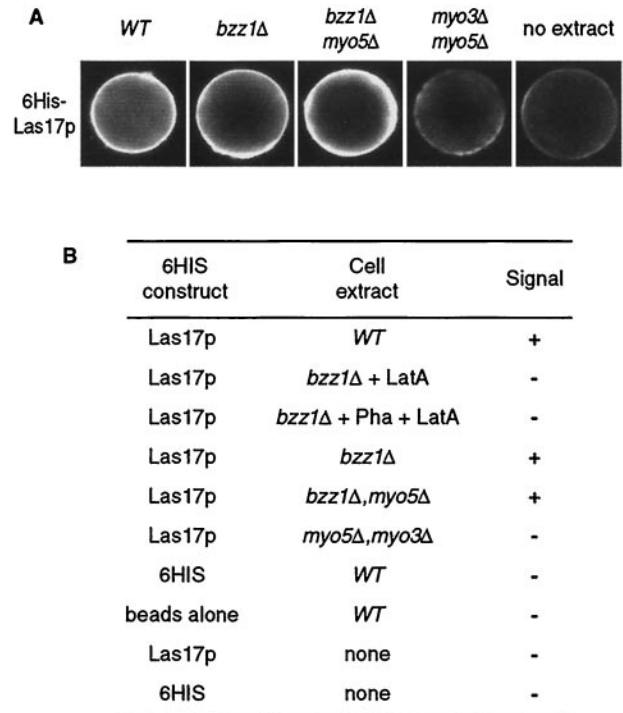 A
WT bzz1Δ bzz1Δ myo3Δ no extract
myo5Δ myo5Δ
6His-
Las17p
B
6HIS Cell Signal
construct extract
Las17p WT +
Las17p bzz1Δ + LatA -
Las17p bzz1Δ + Pha + LatA -
Las17p bzz1Δ +
Las17p bzz1Δ,myo5Δ +
Las17p myo5Δ,myo3Δ -
6HIS WT -
beads alone WT -
Las17p none -
6HIS none -